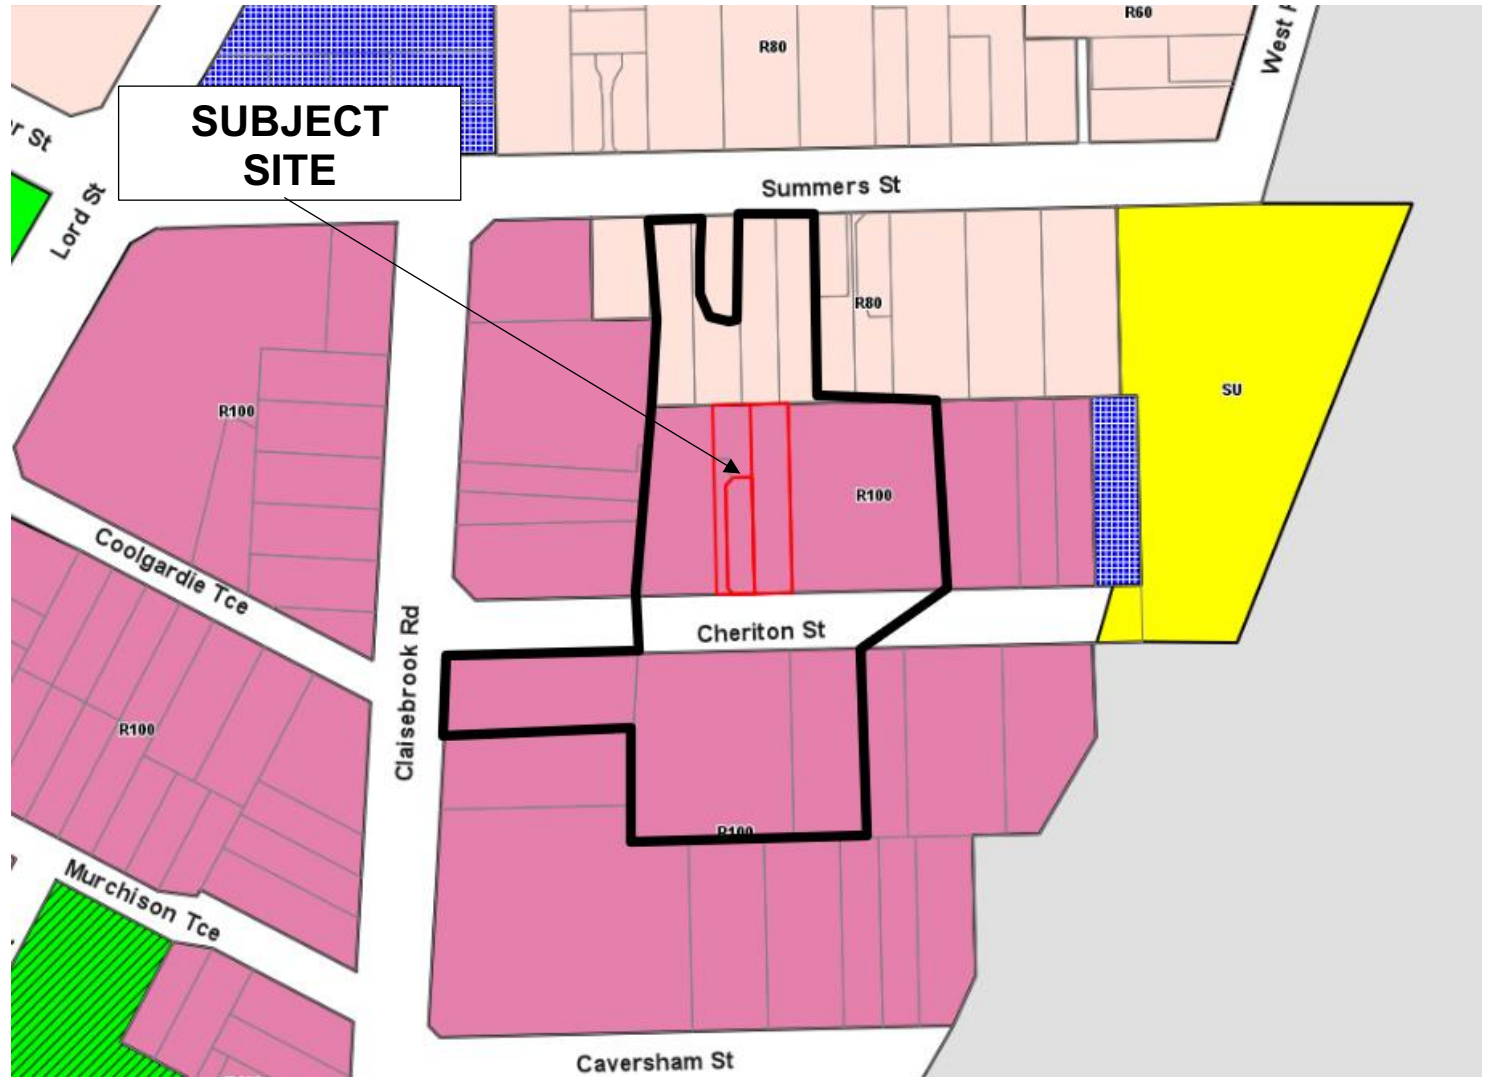 R60
R80
West
SUBJECT
SITE
r St
Lord St
Summers St
R80
SU
R100
R100
Coolgardie Tce
Claisebrook Rd
Cheriton St
R100
R100
Murchison Tce
Caversham St